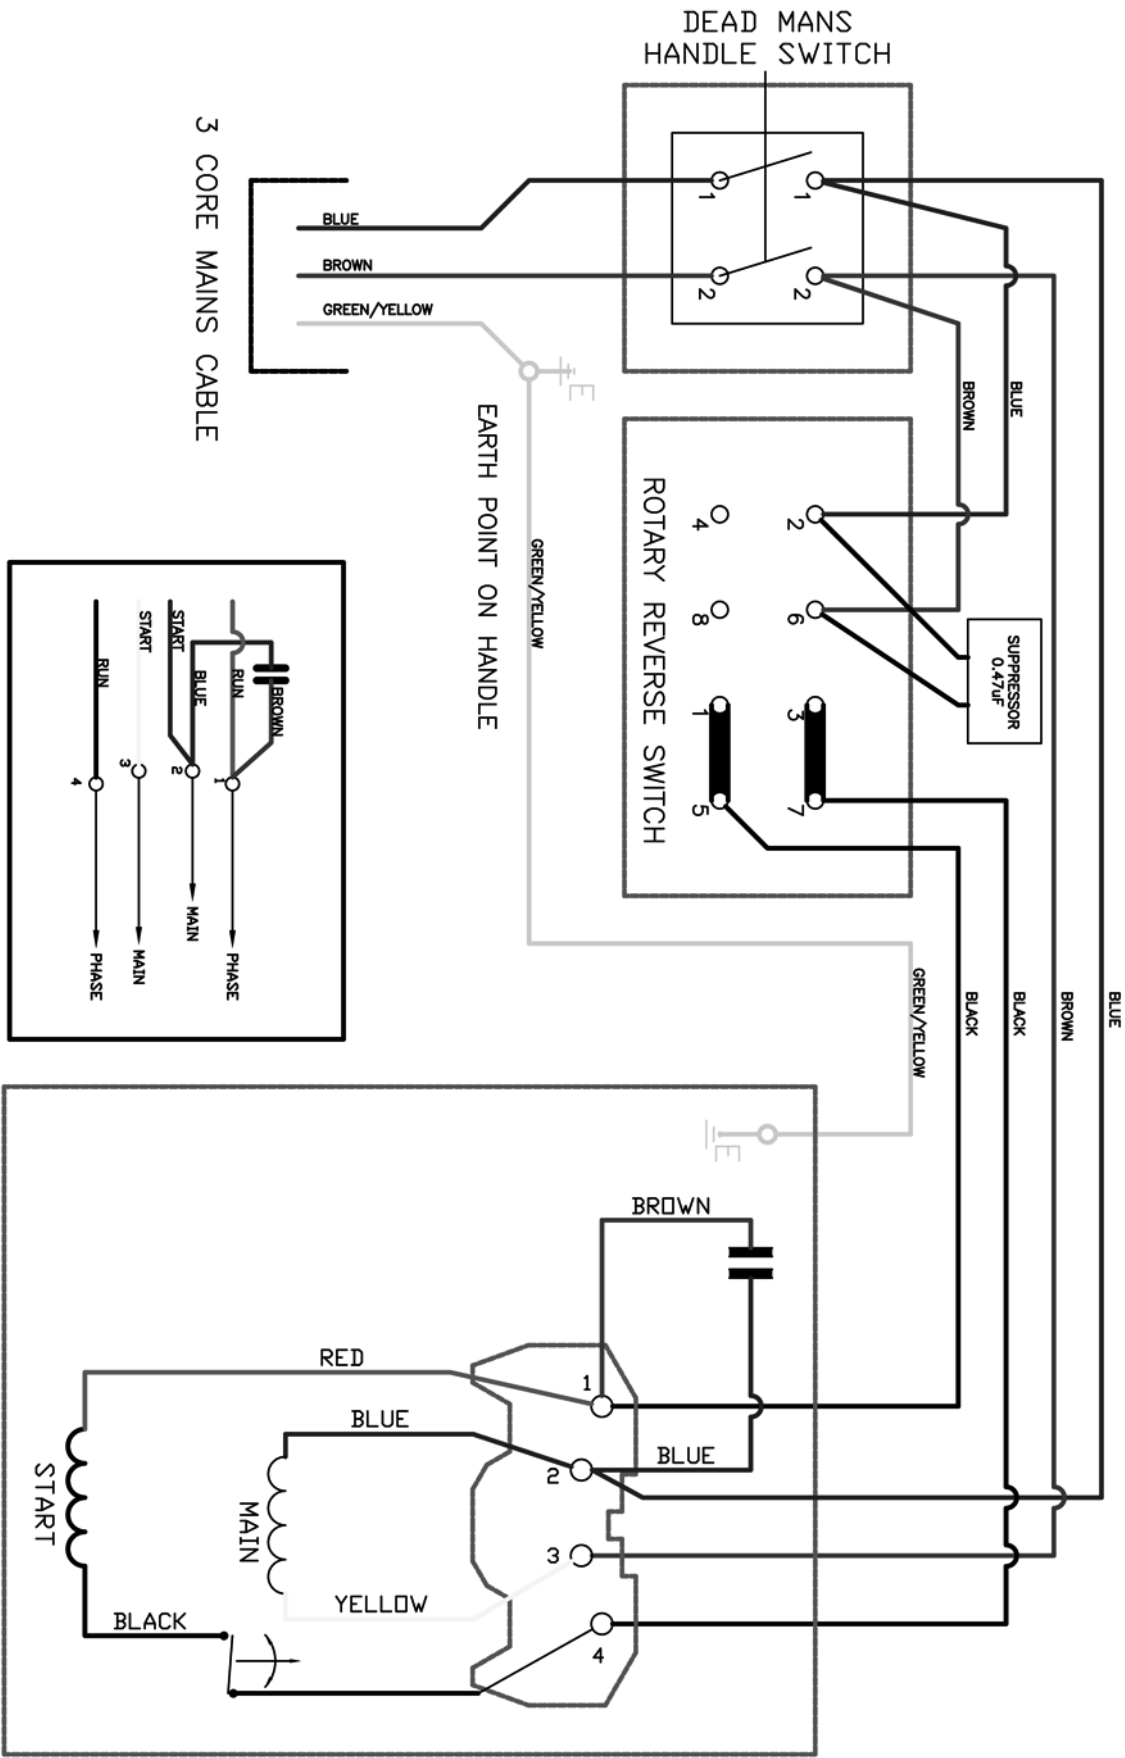 DEAD MANS
HANDLE SWITCH
3 CORE MAINS CABLE
BLUE
BROWN
GREEN/YELLOW
1
1
2
2
E
EARTH POINT ON HANDLE
GREEN/YELLOW
BROWN
BLUE
ROTARY REVERSE SWITCH
4
2
8
6
1
3
5
7
SUPPRESSOR
0.47uF
START
START
RUN
BLUE
RUN
BROWN
4
3
2
1
PHASE
MAIN
MAIN
PHASE
GREEN/YELLOW
BLACK
BLACK
BROWN
BLUE
E
BROWN
RED
1
BLUE
2
BLUE
START
MAIN
3
YELLOW
BLACK
4